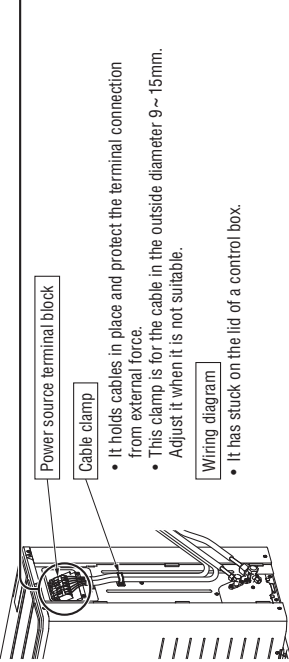 Power source terminal block
Cable clamp
• It holds cables in place and protect the terminal connection
from external force.
• This clamp is for the cable in the outside diameter 9~15mm.
Adjust it when it is not suitable.
Wiring diagram
• It has stuck on the lid of a control box.